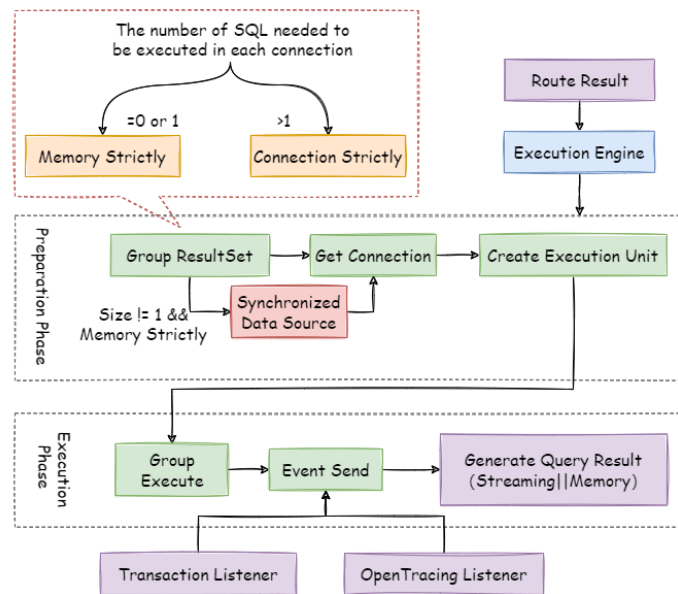 The number of SQL needed to
be executed in each connection
=0 or 1
>1
Memory Strictly
Connection Strictly
Route Result
Execution Engine
Preparation Phase
Group ResultSet
Get Connection
Create Execution Unit
Size != 1 &&
Memory Strictly
Synchronized
Data Source
Execution
Phase
Group
Execute
Event Send
Generate Query Result
(Streaming||Memory)
Transaction Listener
OpenTracing Listener